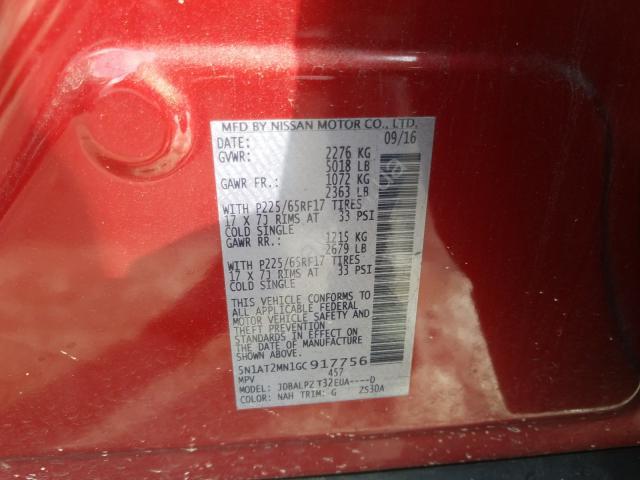 MFD BY NISSAN MOTOR CO., LTD.
DATE: 09/16
GVWR: 2276 KG
5018 LB
GAWR FR.: 1072 KG
2363 LB
WITH P225/65RF17 TIRES
17 X 7J RIMS AT 33 PSI
COLD SINGLE
GAWR RR.: 1215 KG
2679 LB
WITH P225/65RF17 TIRES
17 X 7J RIMS AT 33 PSI
COLD SINGLE
THIS VEHICLE CONFORMS TO
ALL APPLICABLE FEDERAL
MOTOR VEHICLE SAFETY AND
THEFT PREVENTION
STANDARDS IN EFFECT ON
THE DATE OF MANUFACTURE
SHOWN ABOVE.
5N1AT2MN1GC917756
MPV 457
MODEL: JDBALPZ T32EUA----D
COLOR: NAH TRIM: G ZS3DA